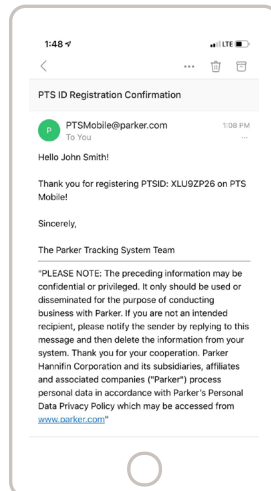 1:48
LTE
PTS ID Registration Confirmation
P
PTSMobile@parker.com
1:08 PM
To You
Hello John Smith!
Thank you for registering PTSID: XLU9ZP26 on PTS
Mobile!
Sincerely,
The Parker Tracking System Team
"PLEASE NOTE: The preceding information may be
confidential or privileged. It only should be used or
disseminated for the purpose of conducting
business with Parker. If you are not an intended
recipient, please notify the sender by replying to this
message and then delete the information from your
system. Thank you for your cooperation. Parker
Hannifin Corporation and its subsidiaries, affiliates
and associated companies ("Parker") process
personal data in accordance with Parker's Personal
Data Privacy Policy which may be accessed from
www.parker.com"